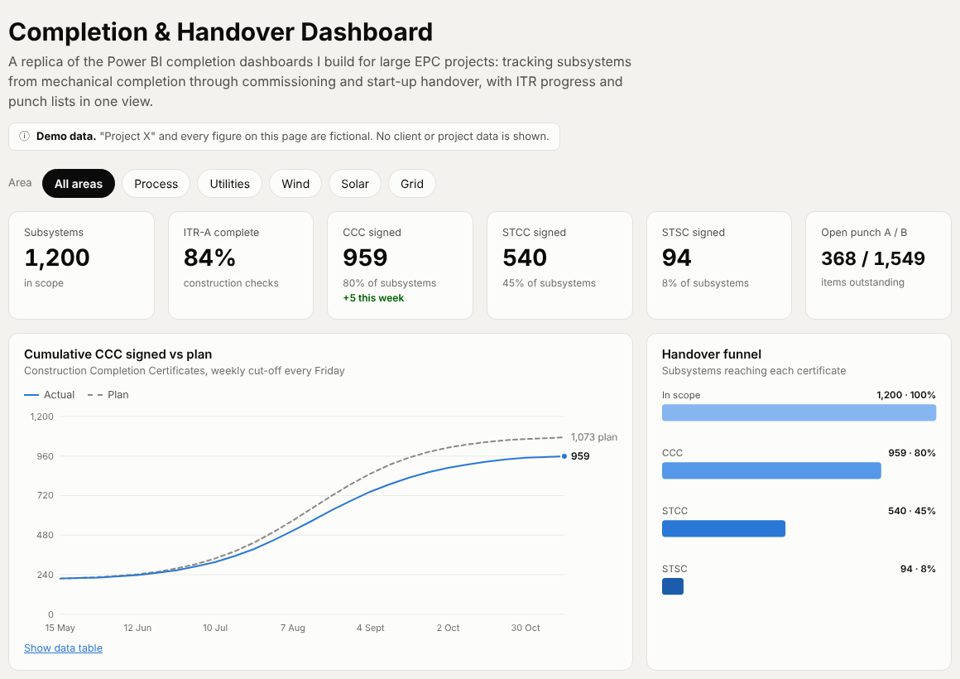 Completion & Handover Dashboard
A replica of the Power BI completion dashboards I build for large EPC projects: tracking subsystems
from mechanical completion through commissioning and start-up handover, with ITR progress and
punch lists in one view.
Demo data. "Project X" and every figure on this page are fictional. No client or project data is shown.
Area All areas Process Utilities Wind Solar Grid
Subsystems
1,200
in scope
ITR-A complete
84%
construction checks
CCC signed
959
80% of subsystems
+5 this week
STCC signed
540
45% of subsystems
STSC signed
94
8% of subsystems
Open punch A / B
368 / 1,549
items outstanding
Cumulative CCC signed vs plan
Construction Completion Certificates, weekly cut-off every Friday
Actual Plan
1,200
960
720
480
240
0
1,073 plan
959
15 May 12 Jun 10 Jul 7 Aug 4 Sept 2 Oct 30 Oct
Show data table
Handover funnel
Subsystems reaching each certificate
In scope 1,200 · 100%
CCC 959 · 80%
STCC 540 · 45%
STSC 94 · 8%